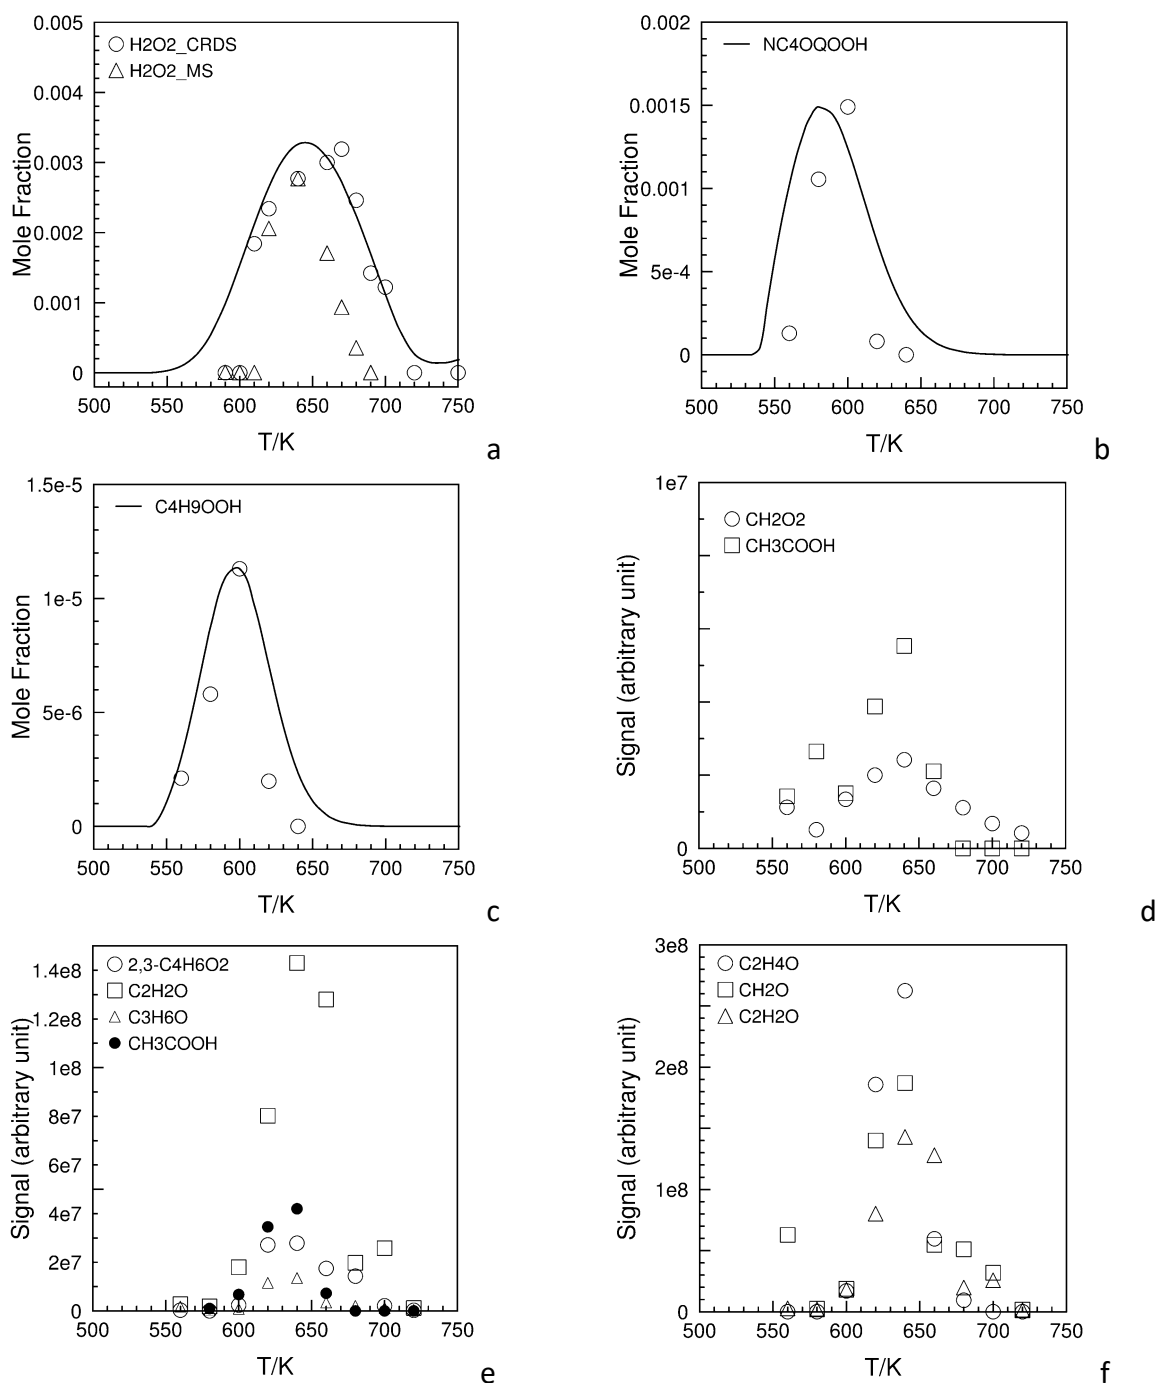 0.005
H2O2_CRDS
H2O2_MS
0.004
0.003
0.002
0.001
0
Mole Fraction
500 550 600 650 700 750
T/K
a
0.002
NC4OQOOH
0.0015
0.001
5e-4
0
Mole Fraction
500 550 600 650 700 750
T/K
b
1.5e-5
C4H9OOH
1e-5
5e-6
0
Mole Fraction
500 550 600 650 700 750
T/K
c
1e7
CH2O2
CH3COOH
0
Signal (arbitrary unit)
500 550 600 650 700 750
T/K
d
2,3-C4H6O2
C2H2O
C3H6O
CH3COOH
1.4e8
1.2e8
1e8
8e7
6e7
4e7
2e7
0
Signal (arbitrary unit)
500 550 600 650 700 750
T/K
e
3e8
C2H4O
CH2O
C2H2O
2e8
1e8
0
Signal (arbitrary unit)
500 550 600 650 700 750
T/K
f